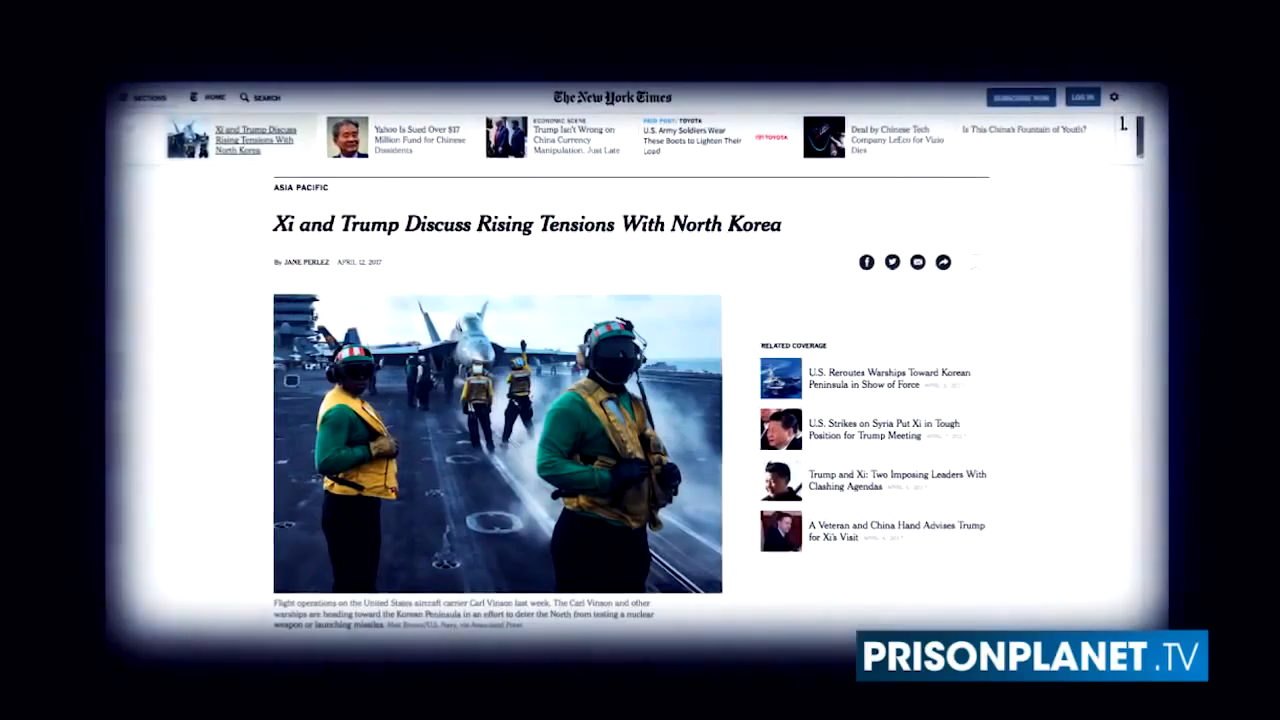 SECTIONS HOME SEARCH The New York Times SUBSCRIBE NOW LOG IN
Xi and Trump Discuss
Rising Tensions With
North Korea
Yahoo Is Sued Over $17
Million Fund for Chinese
Dissidents
ECONOMIC SCENE
Trump Isn't Wrong on
China Currency
Manipulation, Just Late
PAID POST: TOYOTA
U.S. Army Soldiers Wear
These Boots to Lighten Their
Load
TOYOTA
Deal by Chinese Tech
Company LeEco for Vizio
Dies
Is This China's Fountain of Youth?
1.
ASIA PACIFIC
Xi and Trump Discuss Rising Tensions With North Korea
By JANE PERLEZ APRIL 12, 2017
RELATED COVERAGE
U.S. Reroutes Warships Toward Korean
Peninsula in Show of Force
U.S. Strikes on Syria Put Xi in Tough
Position for Trump Meeting
Trump and Xi: Two Imposing Leaders With
Clashing Agendas
A Veteran and China Hand Advises Trump
for Xi's Visit
Flight operations on the United States aircraft carrier Carl Vinson last week. The Carl Vinson and other
warships are heading toward the Korean Peninsula in an effort to deter the North from testing a nuclear
weapon or launching missiles. Matt Brown/U.S. Navy, via Associated Press
PRISONPLANET.TV